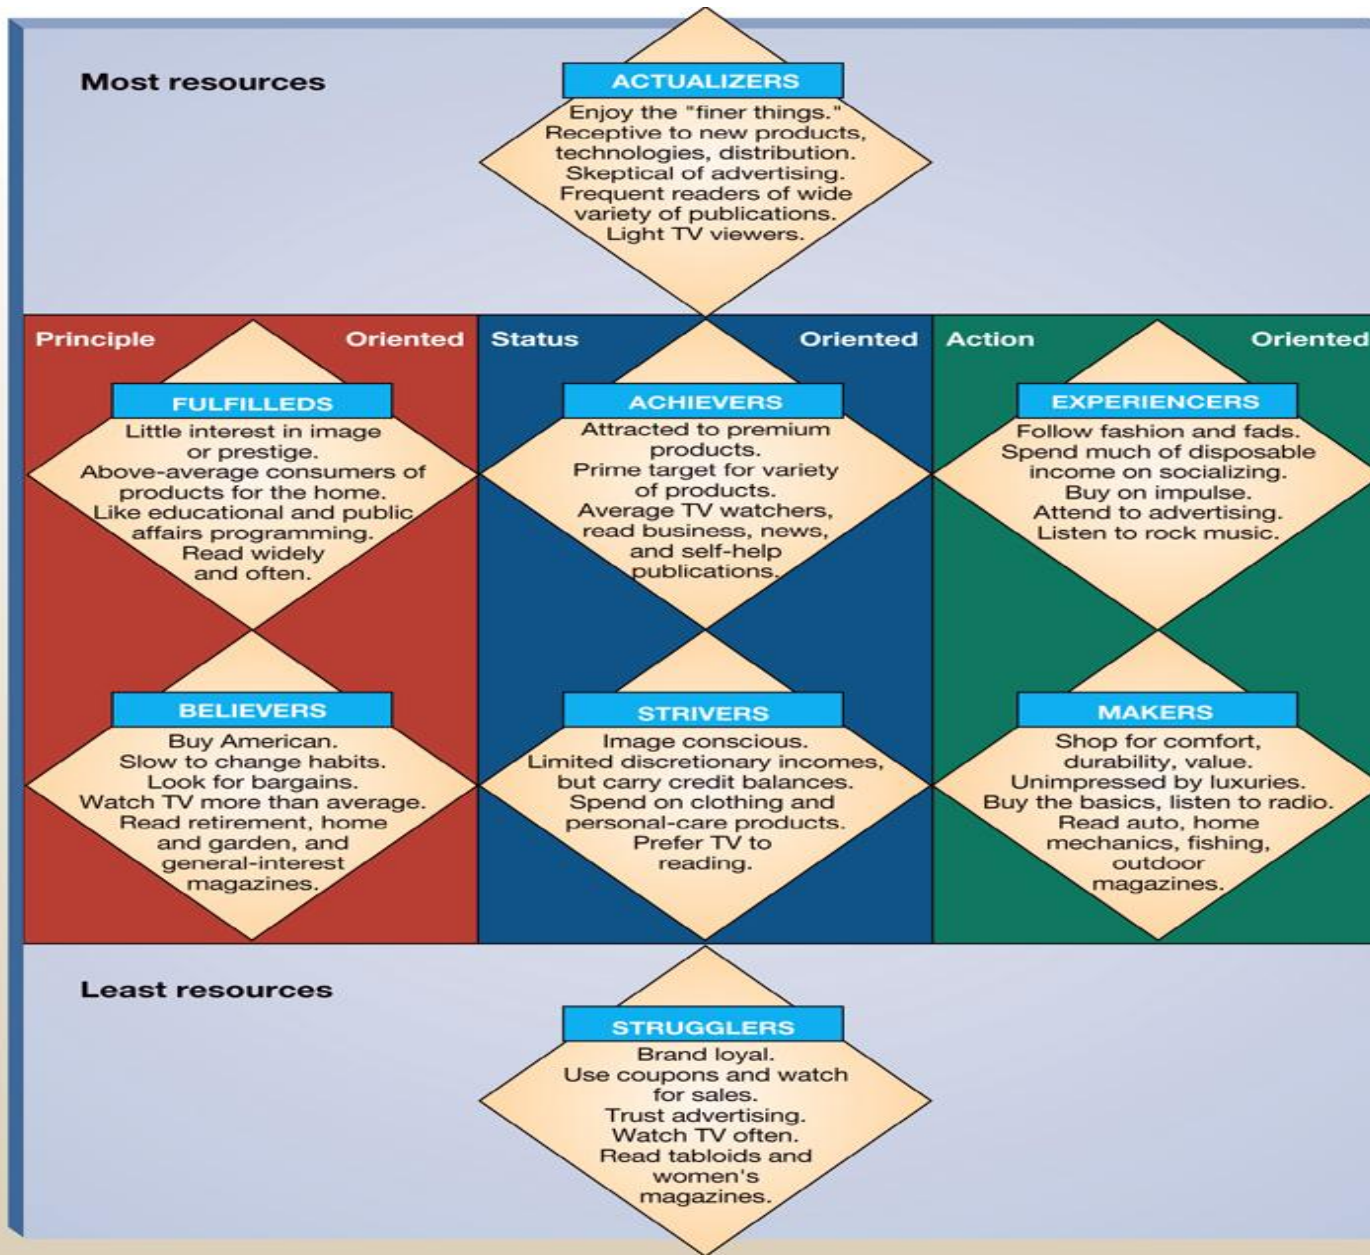 Most resources
ACTUALIZERS
Enjoy the "finer things."
Receptive to new products,
technologies, distribution.
Skeptical of advertising.
Frequent readers of wide
variety of publications.
Light TV viewers.
Principle Oriented
FULFILLEDS
Little interest in image
or prestige.
Above-average consumers of
products for the home.
Like educational and public
affairs programming.
Read widely
and often.
BELIEVERS
Buy American.
Slow to change habits.
Look for bargains.
Watch TV more than average.
Read retirement, home
and garden, and
general-interest
magazines.
Status Oriented
ACHIEVERS
Attracted to premium
products.
Prime target for variety
of products.
Average TV watchers,
read business, news,
and self-help
publications.
STRIVERS
Image conscious.
Limited discretionary incomes,
but carry credit balances.
Spend on clothing and
personal-care products.
Prefer TV to
reading.
Action Oriented
EXPERIENCERS
Follow fashion and fads.
Spend much of disposable
income on socializing.
Buy on impulse.
Attend to advertising.
Listen to rock music.
MAKERS
Shop for comfort,
durability, value.
Unimpressed by luxuries.
Buy the basics, listen to radio.
Read auto, home
mechanics, fishing,
outdoor
magazines.
Least resources
STRUGGLERS
Brand loyal.
Use coupons and watch
for sales.
Trust advertising.
Watch TV often.
Read tabloids and
women's
magazines.